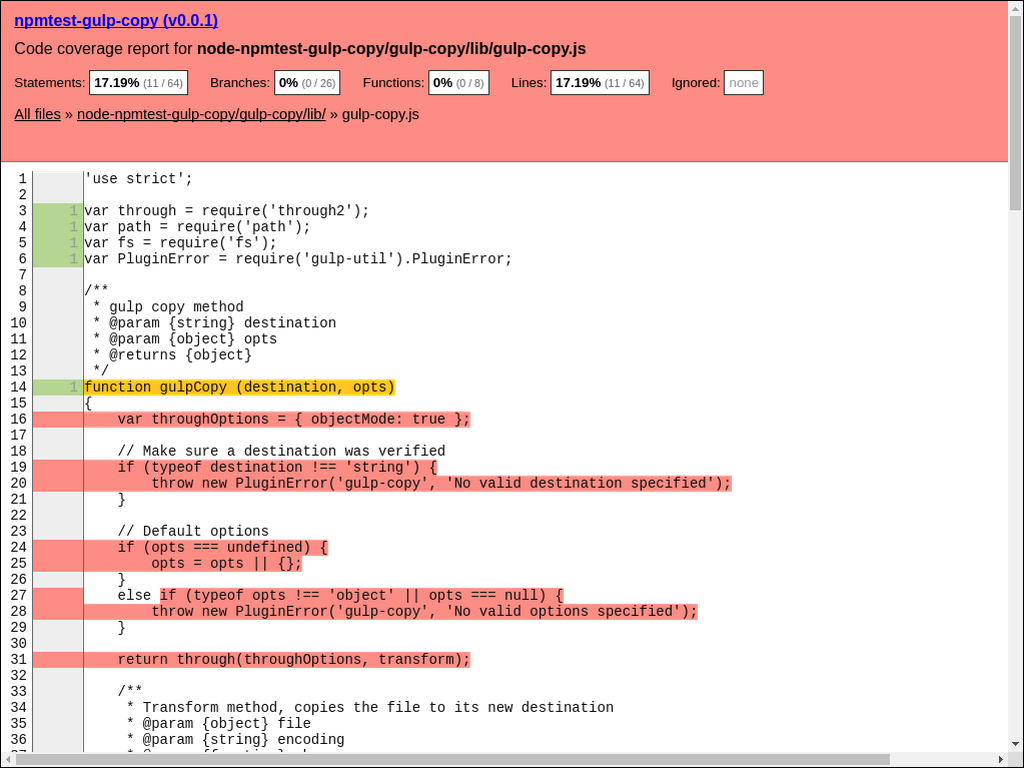 npmtest-gulp-copy (v0.0.1)
Code coverage report for node-npmtest-gulp-copy/gulp-copy/lib/gulp-copy.js
Statements: 17.19% (11 / 64) Branches: 0% (0 / 26) Functions: 0% (0 / 8) Lines: 17.19% (11 / 64) Ignored: none
All files » node-npmtest-gulp-copy/gulp-copy/lib/ » gulp-copy.js
1 'use strict';
2
3 1 var through = require('through2');
4 1 var path = require('path');
5 1 var fs = require('fs');
6 1 var PluginError = require('gulp-util').PluginError;
7
8 /**
9 * gulp copy method
10 * @param {string} destination
11 * @param {object} opts
12 * @returns {object}
13 */
14 1 function gulpCopy (destination, opts)
15 {
16 var throughOptions = { objectMode: true };
17
18 // Make sure a destination was verified
19 if (typeof destination !== 'string') {
20 throw new PluginError('gulp-copy', 'No valid destination specified');
21 }
22
23 // Default options
24 if (opts === undefined) {
25 opts = opts || {};
26 }
27 else if (typeof opts !== 'object' || opts === null) {
28 throw new PluginError('gulp-copy', 'No valid options specified');
29 }
30
31 return through(throughOptions, transform);
32
33 /**
34 * Transform method, copies the file to its new destination
35 * @param {object} file
36 * @param {string} encoding